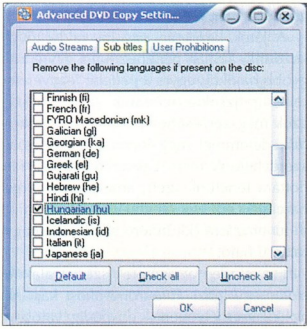 Advanced DVD Copy Settin...
Audio Streams Sub titles User Prohibitions
Remove the following languages if present on the disc:
Finnish (fi)
French (fr)
FYRO Macedonian (mk)
Galician (gl)
Georgian (ka)
German (de)
Greek (el)
Gujarati (gu)
Hebrew (he)
Hindi (hi)
Hungarian (hu)
Icelandic (is)
Indonesian (id)
Italian (it)
Japanese (ja)
Default Check all Uncheck all
OK Cancel